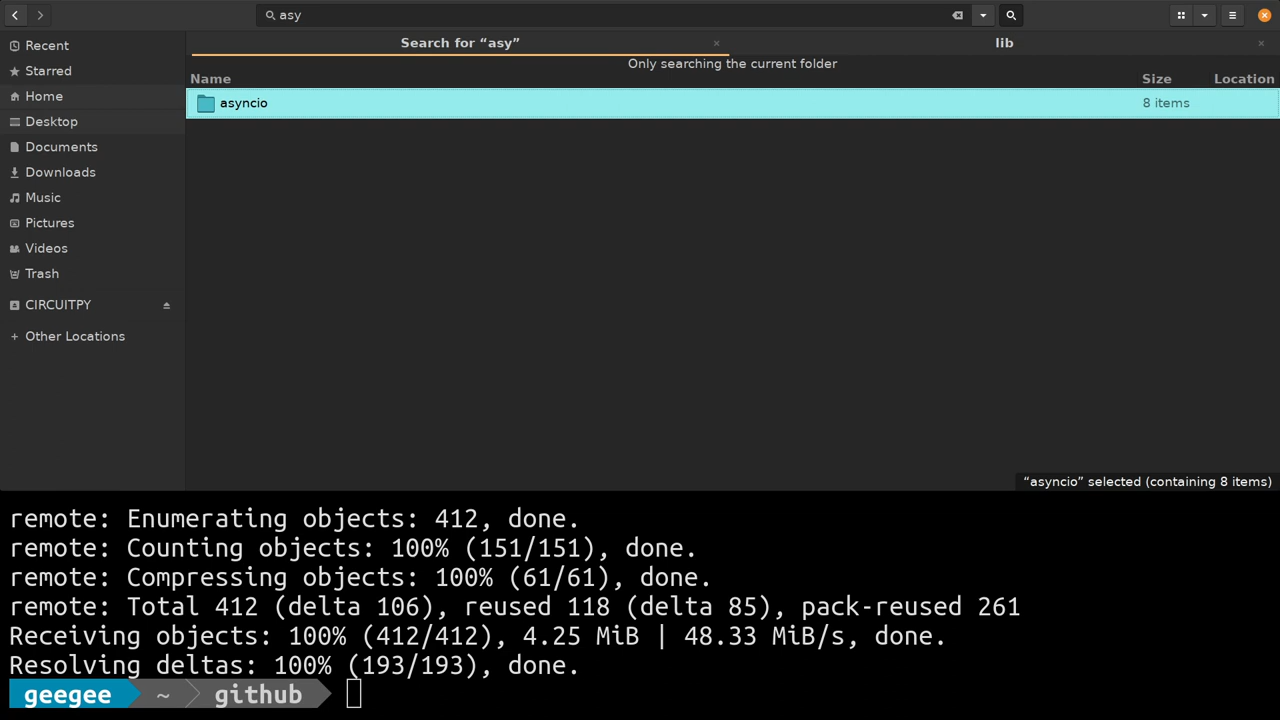 asy
Recent
Starred
Home
Desktop
Documents
Downloads
Music
Pictures
Videos
Trash
CIRCUITPY
+ Other Locations
Search for “asy” ×
lib ×
Only searching the current folder
Name Size Location
asyncio 8 items
“asyncio” selected (containing 8 items)
remote: Enumerating objects: 412, done.
remote: Counting objects: 100% (151/151), done.
remote: Compressing objects: 100% (61/61), done.
remote: Total 412 (delta 106), reused 118 (delta 85), pack-reused 261
Receiving objects: 100% (412/412), 4.25 MiB | 48.33 MiB/s, done.
Resolving deltas: 100% (193/193), done.
geegee ~ github